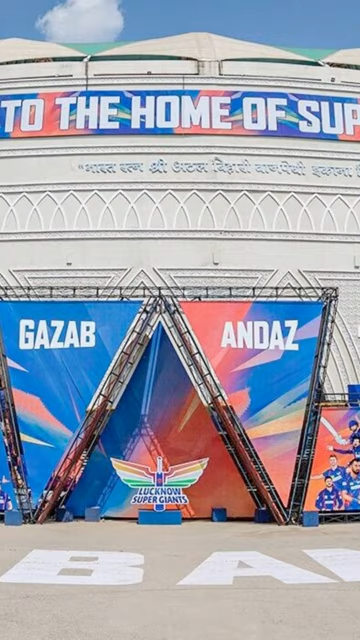 TO THE HOME OF SUP
"भारत रत्न श्री अटल बिहारी वाजपेयी इकाना
GAZAB
ANDAZ
LUCKNOW
SUPER GIANTS
BA